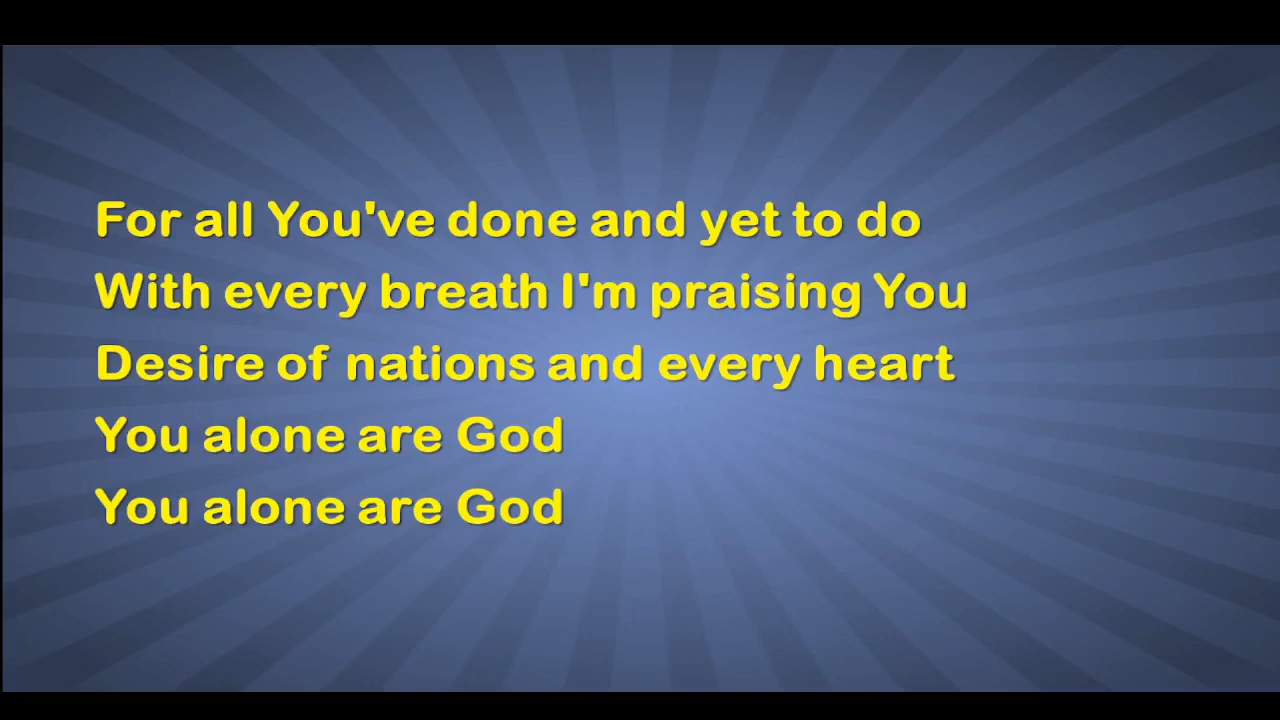 For all You've done and yet to do
With every breath I'm praising You
Desire of nations and every heart
You alone are God
You alone are God